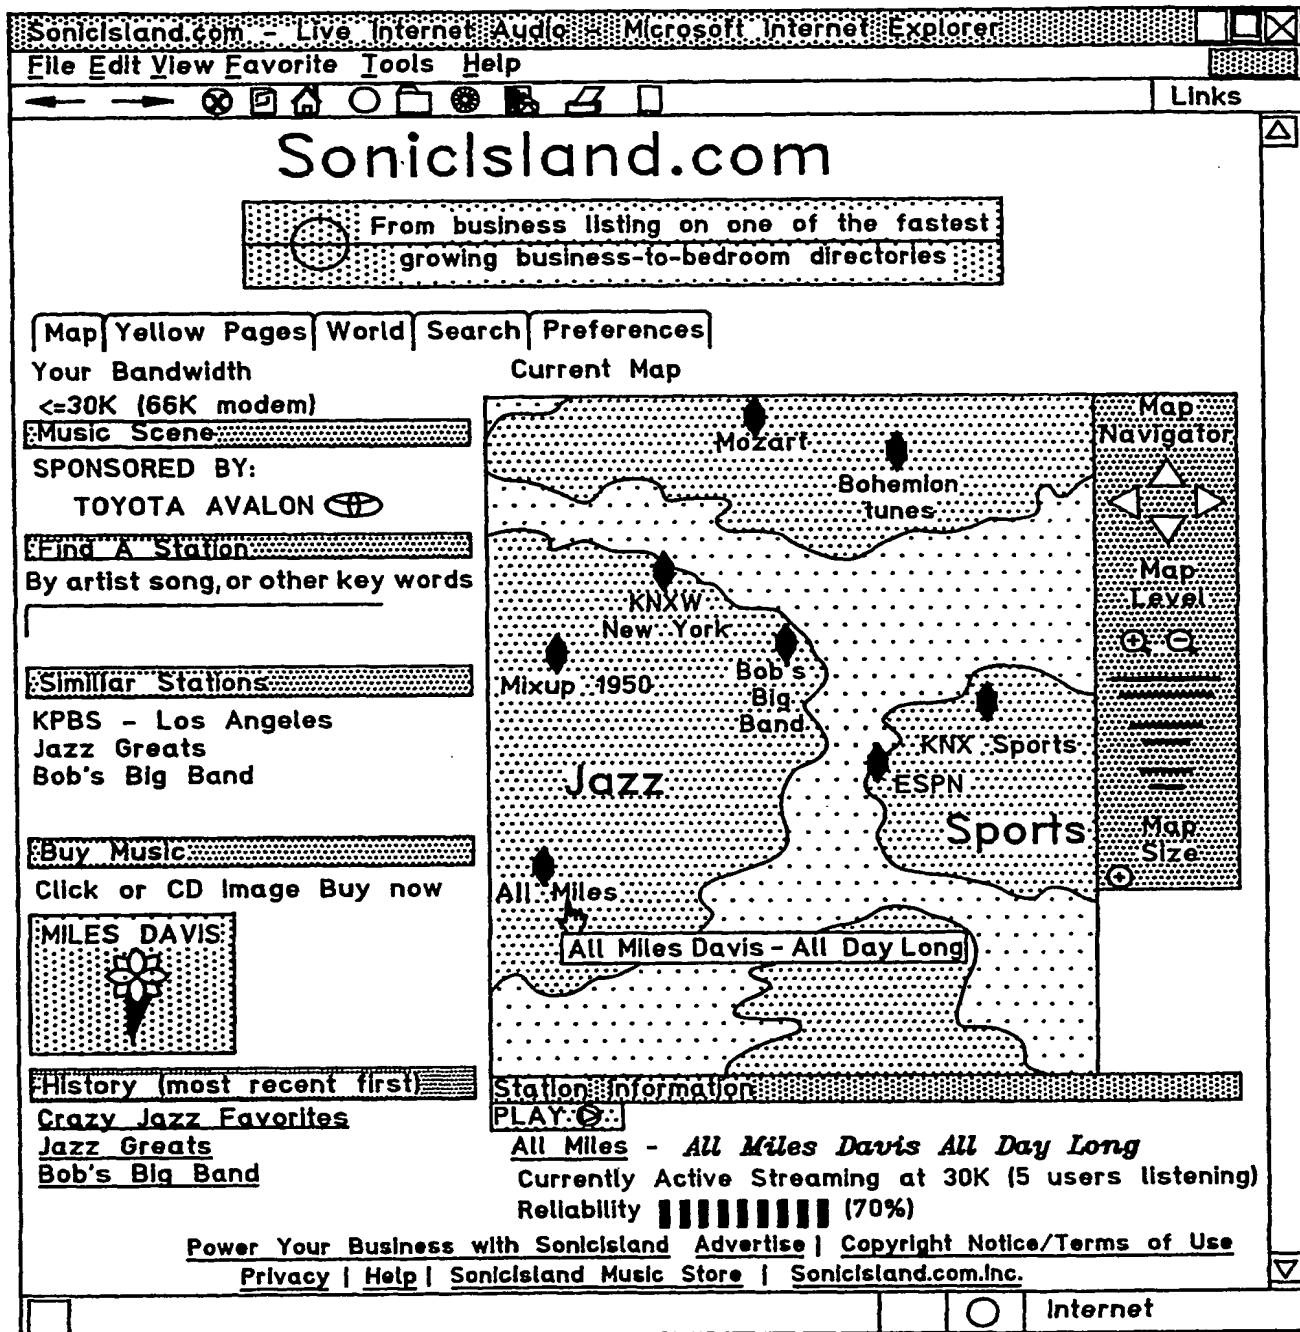 SonicIsland.com - Live Internet Audio - Microsoft Internet Explorer
File Edit View Favorite Tools Help
Links
SonicIsland.com
From business listing on one of the fastest
growing business-to-bedroom directories
Map Yellow Pages World Search Preferences
Your Bandwidth
<=30K (66K modem)
Music Scene
SPONSORED BY:
TOYOTA AVALON
Find A Station
By artist song, or other key words
Simillar Stations
KPBS - Los Angeles
Jazz Greats
Bob's Big Band
Buy Music
Click or CD Image Buy now
MILES DAVIS
History (most recent first)
Crazy Jazz Favorites
Jazz Greats
Bob's Big Band
Current Map
Mozart
Bohemian
tunes
KNXW
New York
Mixup 1950
Bob's
Big
Band
KNX Sports
ESPN
Jazz
Sports
All Miles
All Miles Davis - All Day Long
Map
Navigator
Map
Level
Map
Size
Station Information
PLAY
All Miles - All Miles Davis All Day Long
Currently Active Streaming at 30K (5 users listening)
Reliability (70%)
Power Your Business with SonicIsland Advertise | Copyright Notice/Terms of Use
Privacy | Help | SonicIsland Music Store | SonicIsland.com.Inc.
Internet